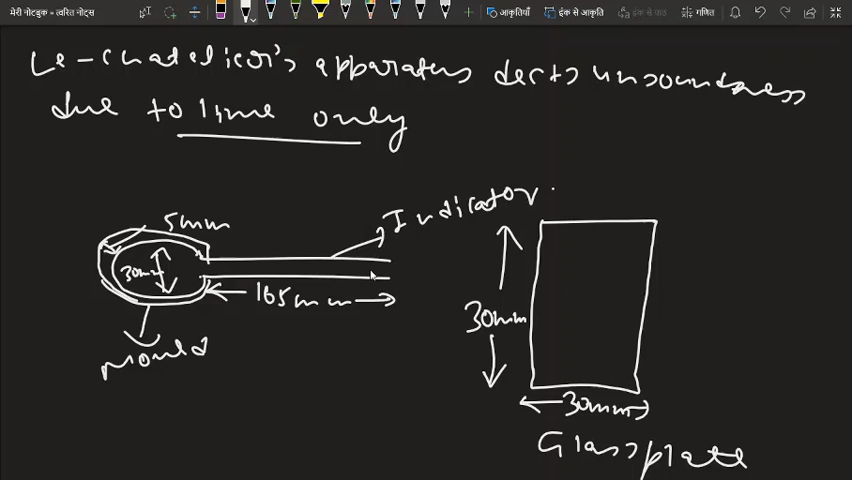 मेरी नोटबुक – त्वरित नोट्स
आकृतियाँ
इंक से आकृति
इंक से पाठ
गणित
Le-chatelier's apparatus detects unsoundness
due to lime only
5mm
Indicator
30mm
165mm
Mould
30mm
30mm
Glass plate